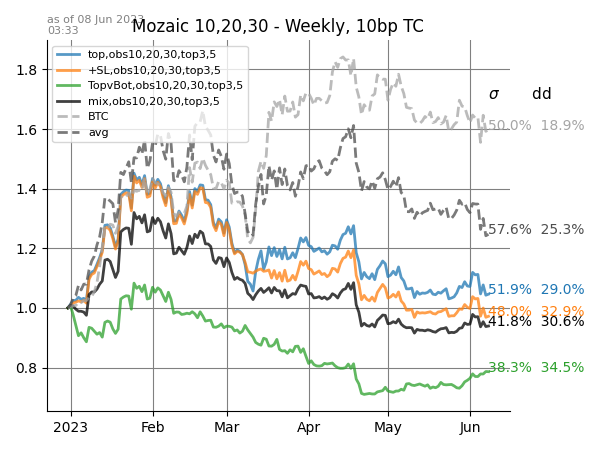 as of 08 Jun 2023
03:33
Mozaic 10,20,30 - Weekly, 10bp TC
top,obs10,20,30,top3,5
+SL,obs10,20,30,top3,5
TopvBot,obs10,20,30,top3,5
mix,obs10,20,30,top3,5
BTC
avg
σ dd
50.0% 18.9%
57.6% 25.3%
51.9% 29.0%
48.0% 32.9%
41.8% 30.6%
38.3% 34.5%
1.8
1.6
1.4
1.2
1.0
0.8
2023 Feb Mar Apr May Jun